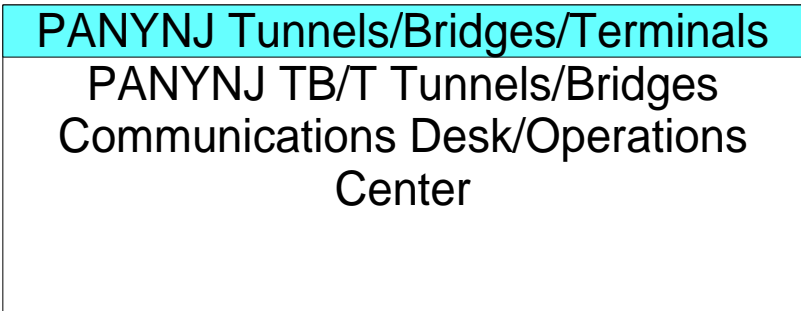 PANYNJ Tunnels/Bridges/Terminals
PANYNJ TB/T Tunnels/Bridges
Communications Desk/Operations
Center